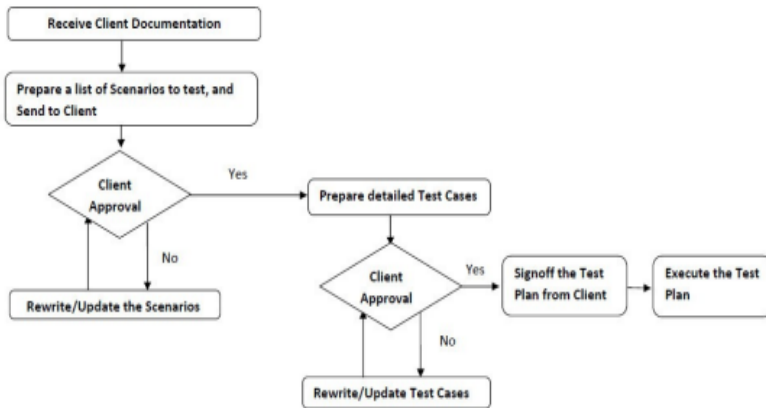 Receive Client Documentation
Prepare a list of Scenarios to test, and
Send to Client
Client
Approval
Yes
Prepare detailed Test Cases
No
Rewrite/Update the Scenarios
Client
Approval
Yes
Signoff the Test
Plan from Client
Execute the Test
Plan
No
Rewrite/Update Test Cases